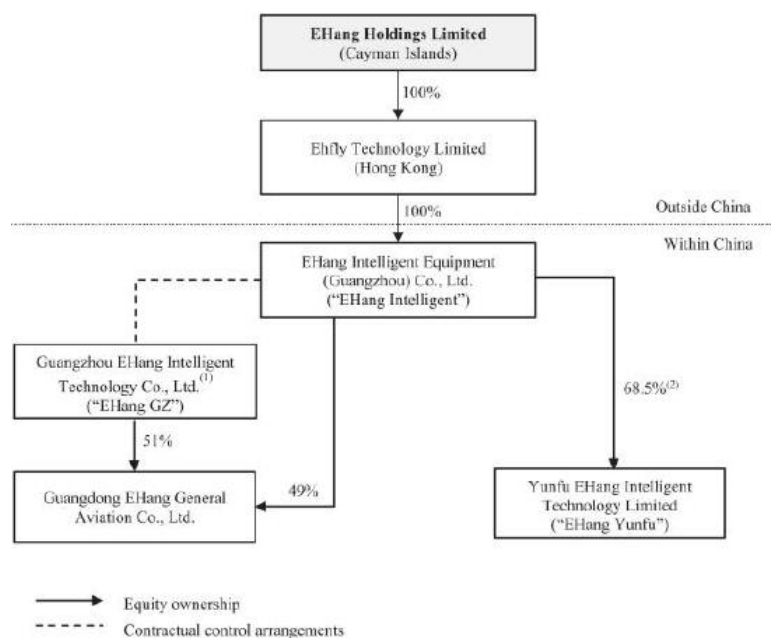 EHang Holdings Limited
(Cayman Islands)
100%
Ehfly Technology Limited
(Hong Kong)
100%
Outside China
Within China
EHang Intelligent Equipment
(Guangzhou) Co., Ltd.
(“EHang Intelligent”)
Guangzhou EHang Intelligent
Technology Co., Ltd.(1)
(“EHang GZ”)
68.5%(2)
51%
49%
Guangdong EHang General
Aviation Co., Ltd.
Yunfu EHang Intelligent
Technology Limited
(“EHang Yunfu”)
Equity ownership
Contractual control arrangements